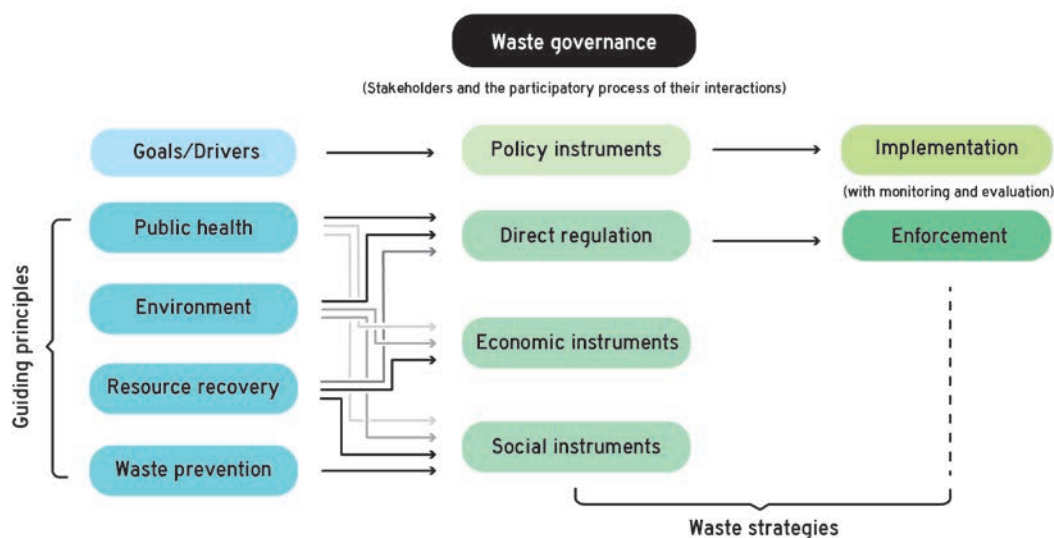 Waste governance
(Stakeholders and the participatory process of their interactions)
Goals/Drivers
Policy instruments
Implementation
(with monitoring and evaluation)
Guiding principles
Public health
Direct regulation
Enforcement
Environment
Economic instruments
Resource recovery
Social instruments
Waste prevention
Waste strategies